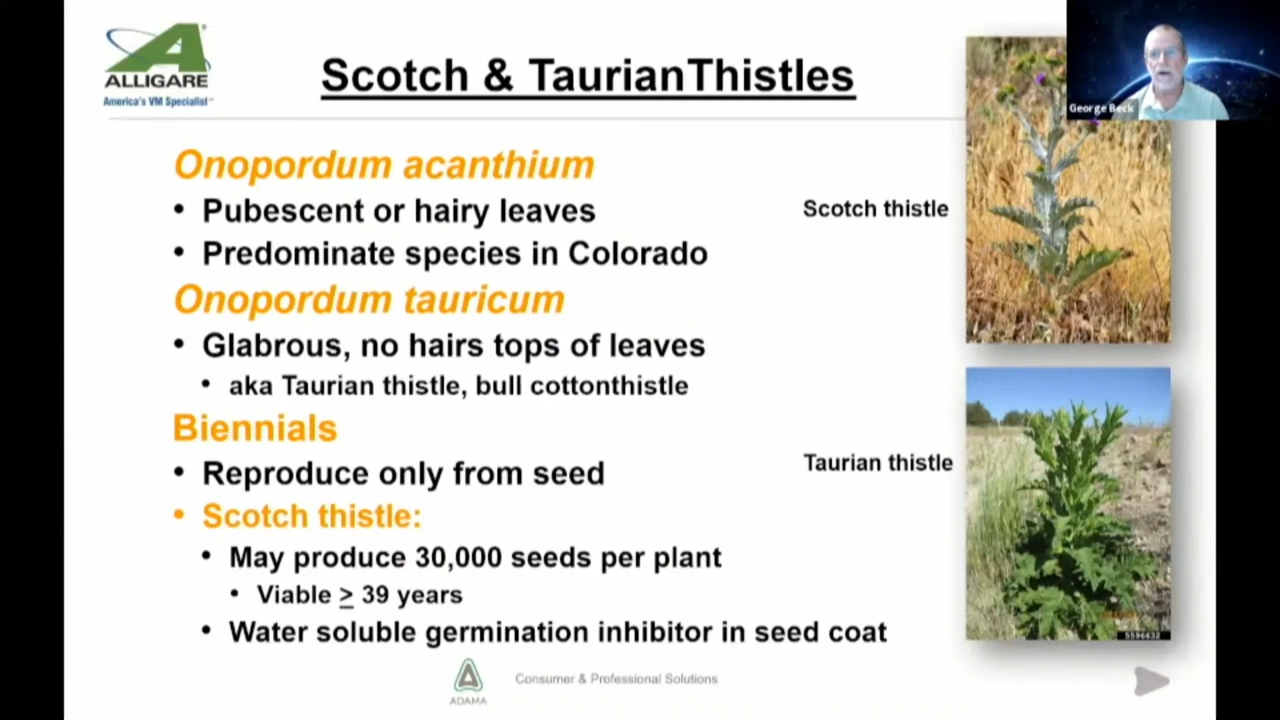 ALLIGARE
America's VM Specialist™
Scotch & TaurianThistles
George Beck
Onopordum acanthium
• Pubescent or hairy leaves
• Predominate species in Colorado
Scotch thistle
Onopordum tauricum
• Glabrous, no hairs tops of leaves
• aka Taurian thistle, bull cottonthistle
Biennials
• Reproduce only from seed
• Scotch thistle:
• May produce 30,000 seeds per plant
• Viable ≥ 39 years
• Water soluble germination inhibitor in seed coat
Taurian thistle
5596632
ADAMA
Consumer & Professional Solutions